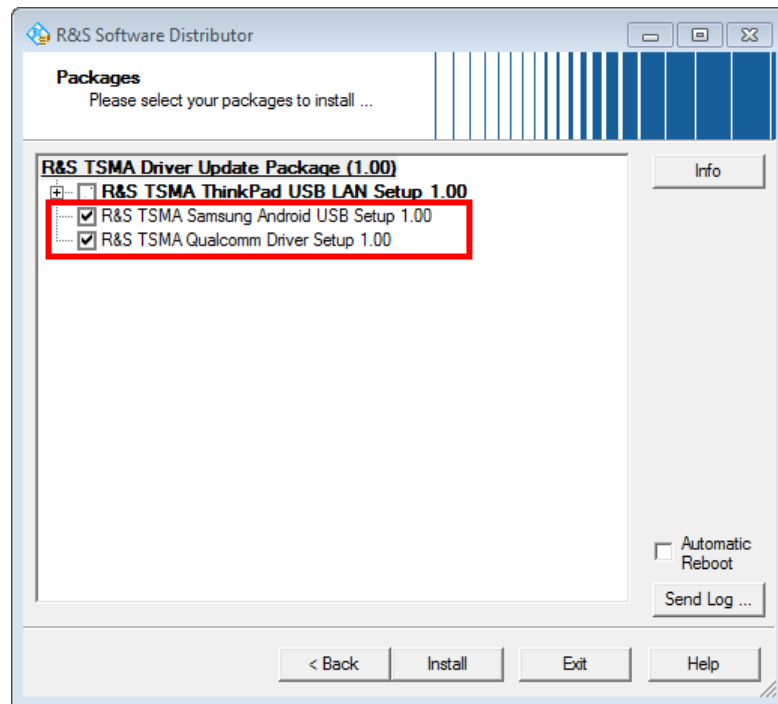 R&S Software Distributor
Packages
Please select your packages to install ...
R&S TSMA Driver Update Package (1.00)
R&S TSMA ThinkPad USB LAN Setup 1.00
R&S TSMA Samsung Android USB Setup 1.00
R&S TSMA Qualcomm Driver Setup 1.00
Info
Automatic
Reboot
Send Log ...
< Back
Install
Exit
Help